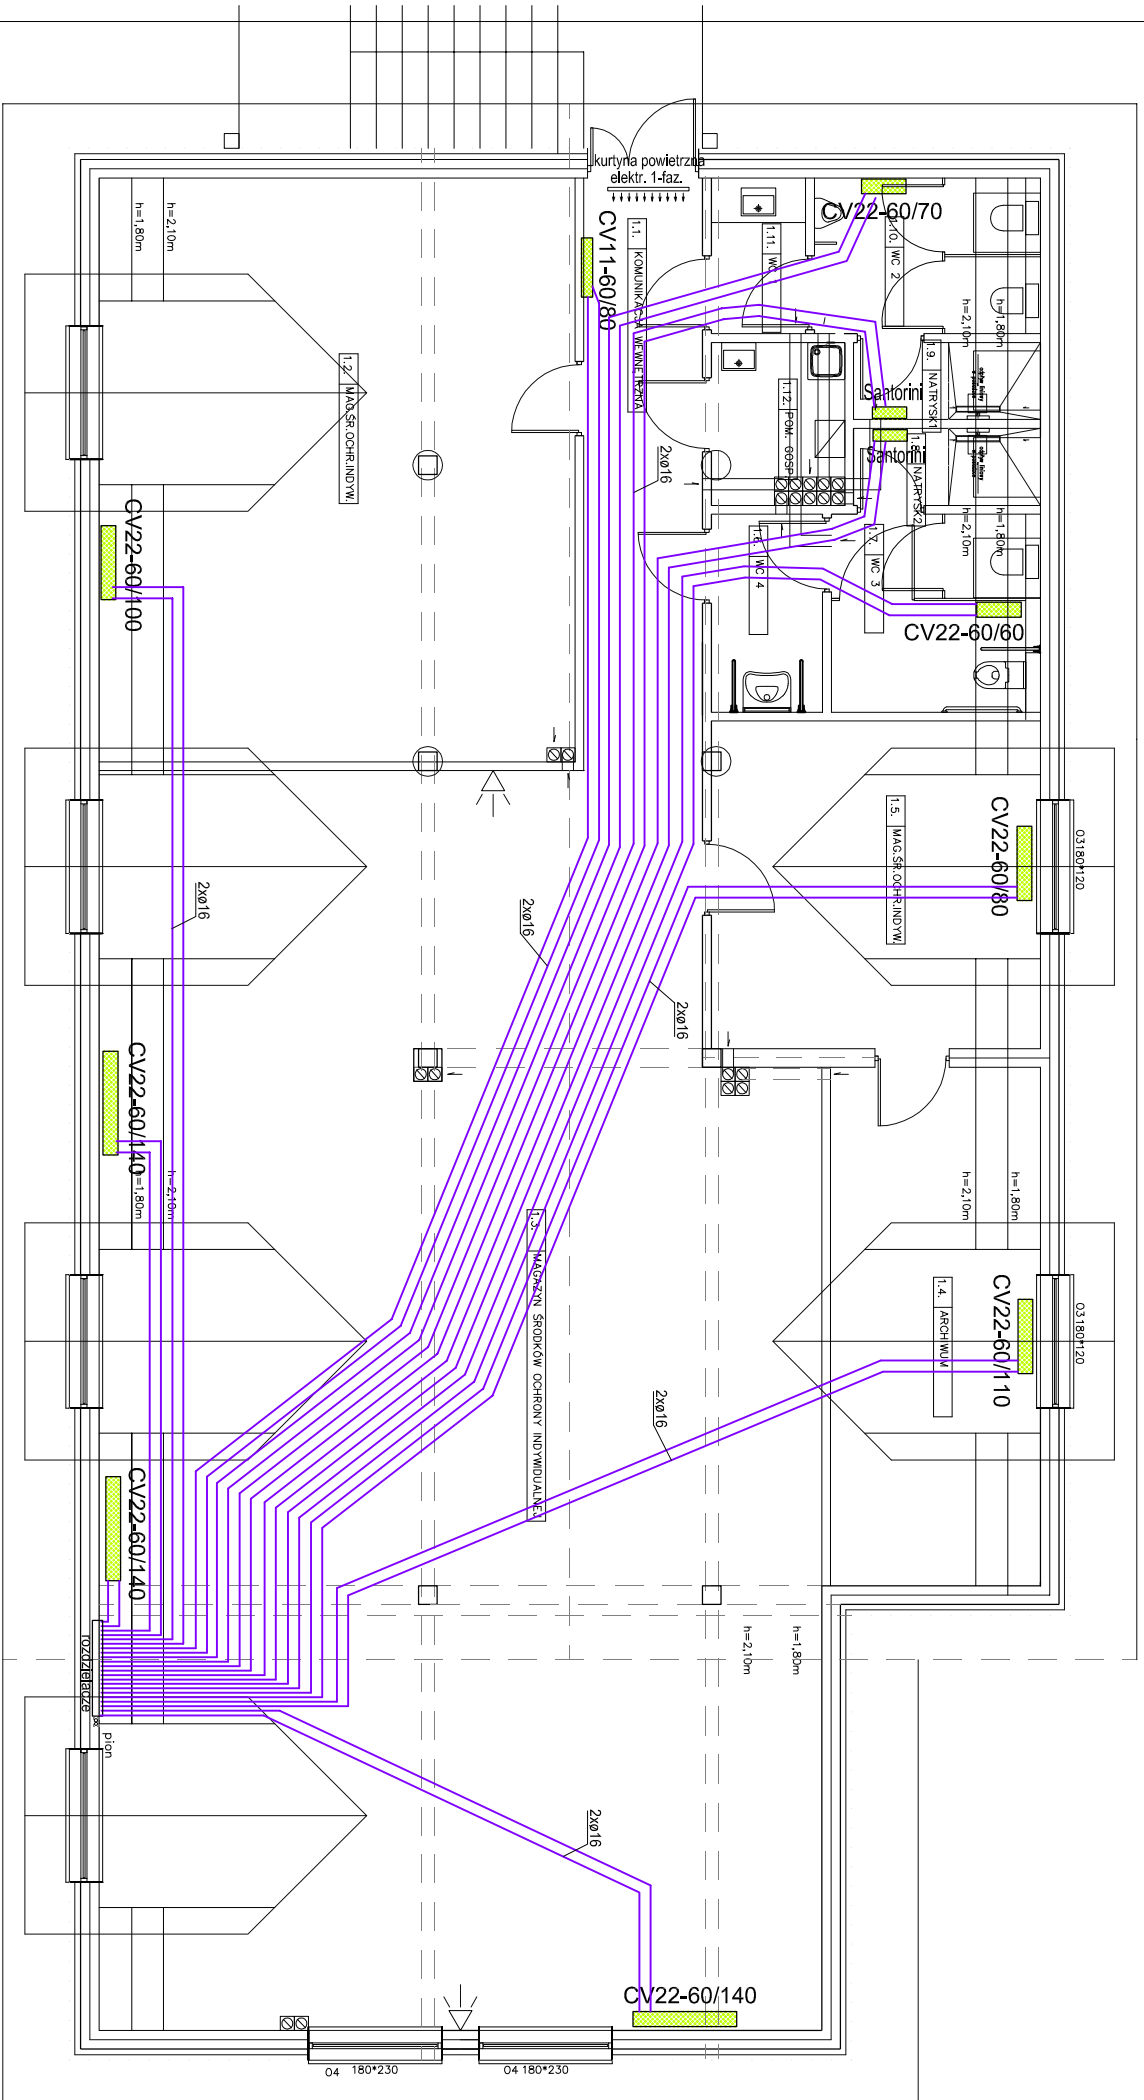 kurtyna powietrzna
elektr. 1-faz.
CV22-60/70
CV11-60/80
1.1. KOMUNIKACJA WEWNĘTRZNA
1.11. WC
1.10. WC 2
h=1,80m
h=2,10m
h=1,80m
h=2,10m
1.2. MAG.ŚR.OCHR.INDYW.
1.12. POM. GOSP.
1.9. NATRYSK1
Santorini
Santorini
1.8. NATRYSK2
2xø16
h=1,80m
h=2,10m
CV22-60/100
1.6. WC 4
1.7. WC 3
CV22-60/60
CV22-60/80
1.5. MAG.ŚR.OCHR.INDYW.
03180*120
2xø16
2xø16
2xø16
CV22-60/140
h=2,10m
h=1,80m
h=1,80m
h=2,10m
1.3. MAGAZYN ŚRODKÓW OCHRONY INDYWIDUALNEJ
1.4. ARCHIWUM
CV22-60/110
03180*120
2xø16
CV22-60/140
h=1,80m
h=2,10m
rozdzielacze
pion
2xø16
CV22-60/140
04 180*230
04 180*230